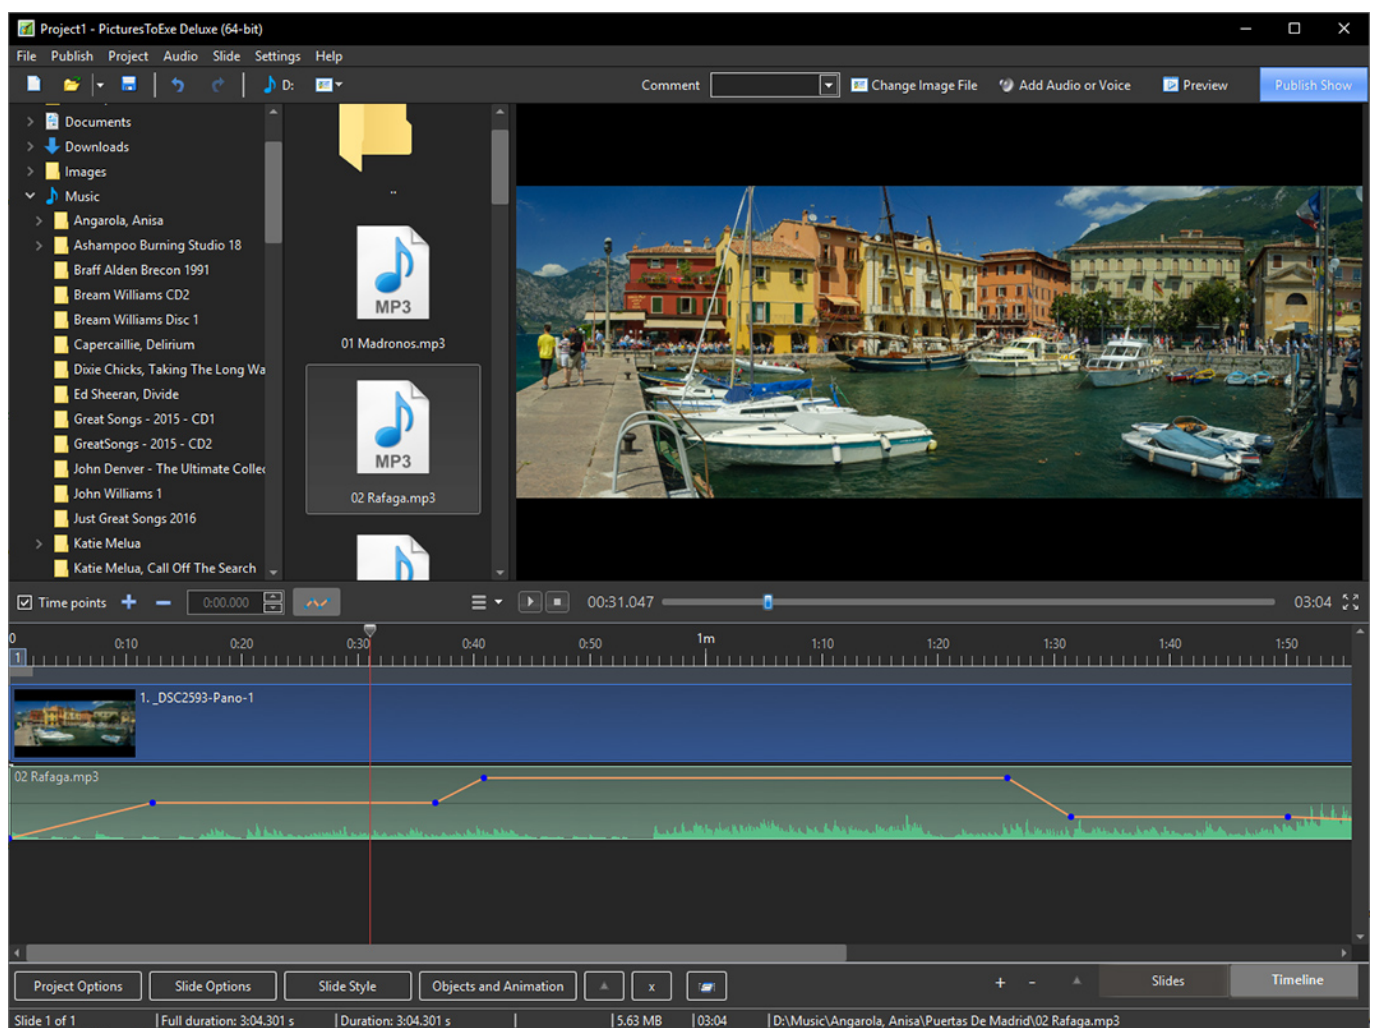 Project1 - PicturesToExe Deluxe (64-bit)
File Publish Project Audio Slide Settings Help
D: Comment Change Image File Add Audio or Voice Preview Publish Show
Documents
Downloads
Images
Music
Angarola, Anisa
Ashampoo Burning Studio 18
Braff Alden Brecon 1991
Bream Williams CD2
Bream Williams Disc 1
Capercaillie, Delirium
Dixie Chicks, Taking The Long Wa
Ed Sheeran, Divide
Great Songs - 2015 - CD1
GreatSongs - 2015 - CD2
John Denver - The Ultimate Collec
John Williams 1
Just Great Songs 2016
Katie Melua
Katie Melua, Call Off The Search
..
MP3
01 Madronos.mp3
MP3
02 Rafaga.mp3
Time points 0:00.000 00:31.047 03:04
0 0:10 0:20 0:30 0:40 0:50 1m 1:10 1:20 1:30 1:40 1:50
1
1. _DSC2593-Pano-1
02 Rafaga.mp3
Project Options Slide Options Slide Style Objects and Animation x + - Slides Timeline
Slide 1 of 1 | Full duration: 3:04.301 s | Duration: 3:04.301 s | | 5.63 MB | 03:04 | D:\Music\Angarola, Anisa\Puertas De Madrid\02 Rafaga.mp3